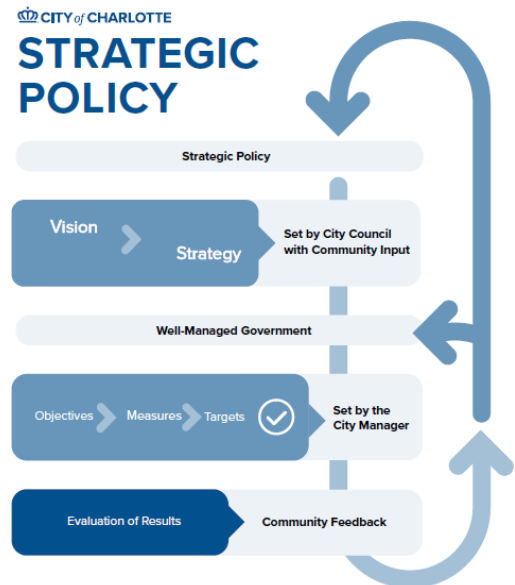 CITY of CHARLOTTE
STRATEGIC
POLICY
Strategic Policy
Vision
Strategy
Set by City Council
with Community Input
Well-Managed Government
Objectives
Measures
Targets
Set by the
City Manager
Evaluation of Results
Community Feedback